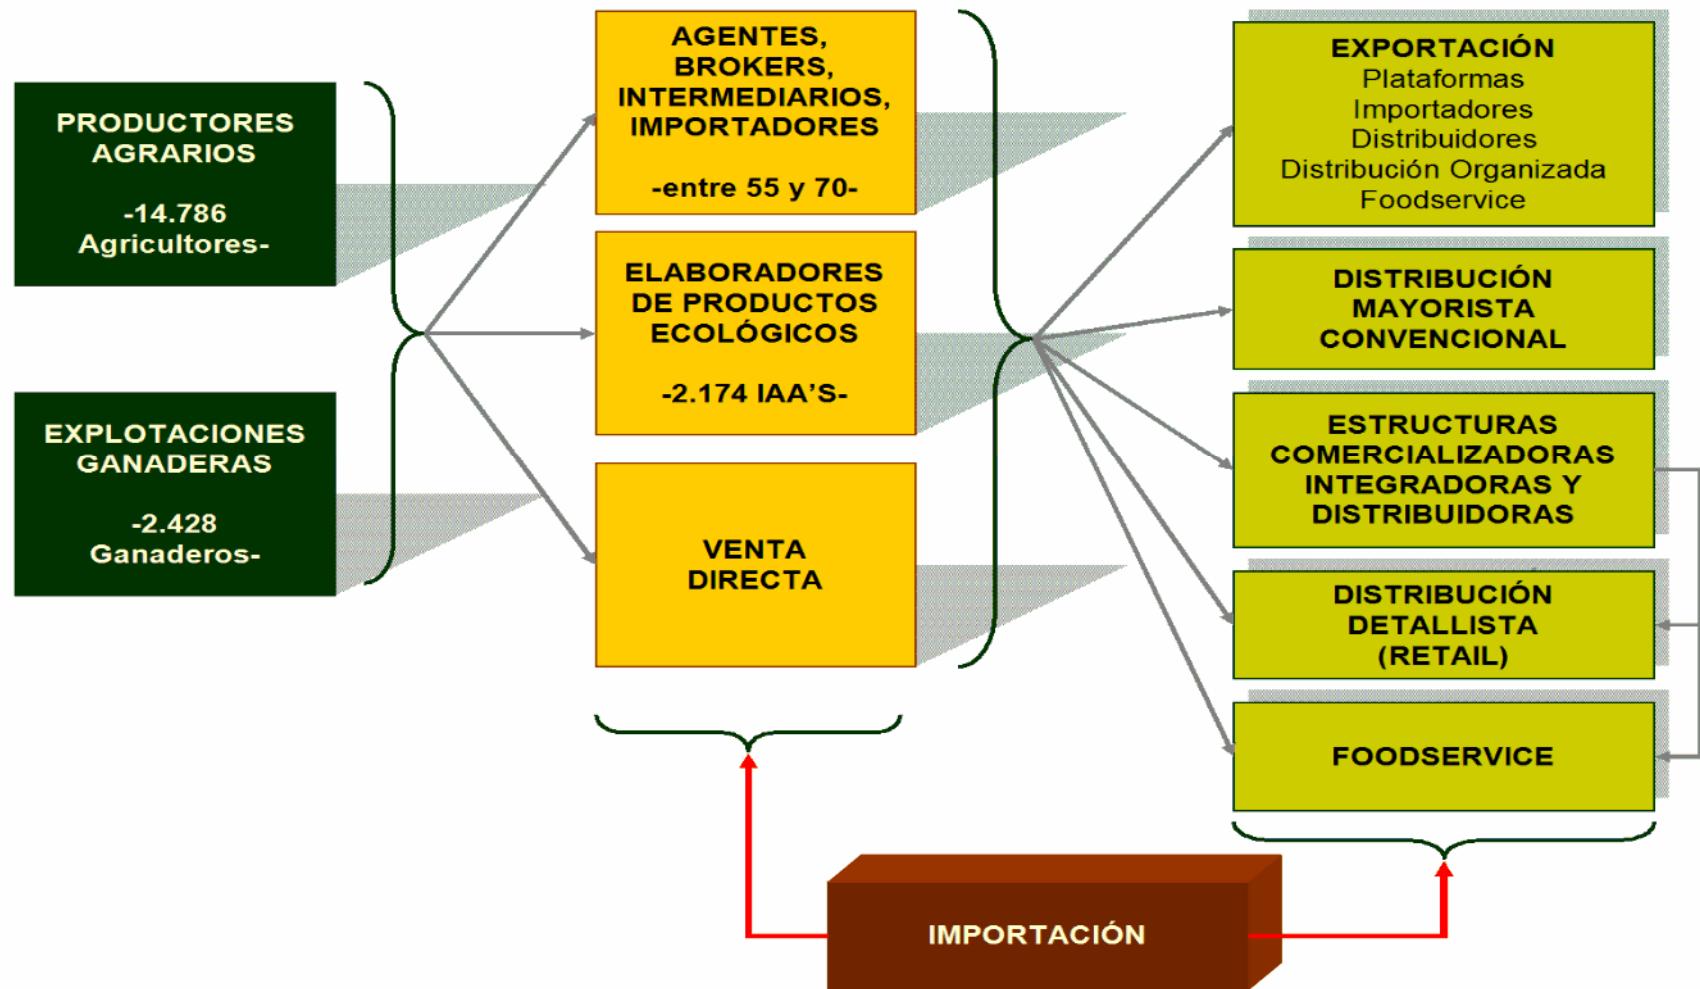 PRODUCTORES
AGRARIOS
-14.786
Agricultores-
EXPLOTACIONES
GANADERAS
-2.428
Ganaderos-
AGENTES,
BROKERS,
INTERMEDIARIOS,
IMPORTADORES
-entre 55 y 70-
ELABORADORES
DE PRODUCTOS
ECOLÓGICOS
-2.174 IAA’S-
VENTA
DIRECTA
EXPORTACIÓN
Plataformas
Importadores
Distribuidores
Distribución Organizada
Foodservice
DISTRIBUCIÓN
MAYORISTA
CONVENCIONAL
ESTRUCTURAS
COMERCIALIZADORAS
INTEGRADORAS Y
DISTRIBUIDORAS
DISTRIBUCIÓN
DETALLISTA
(RETAIL)
FOODSERVICE
IMPORTACIÓN